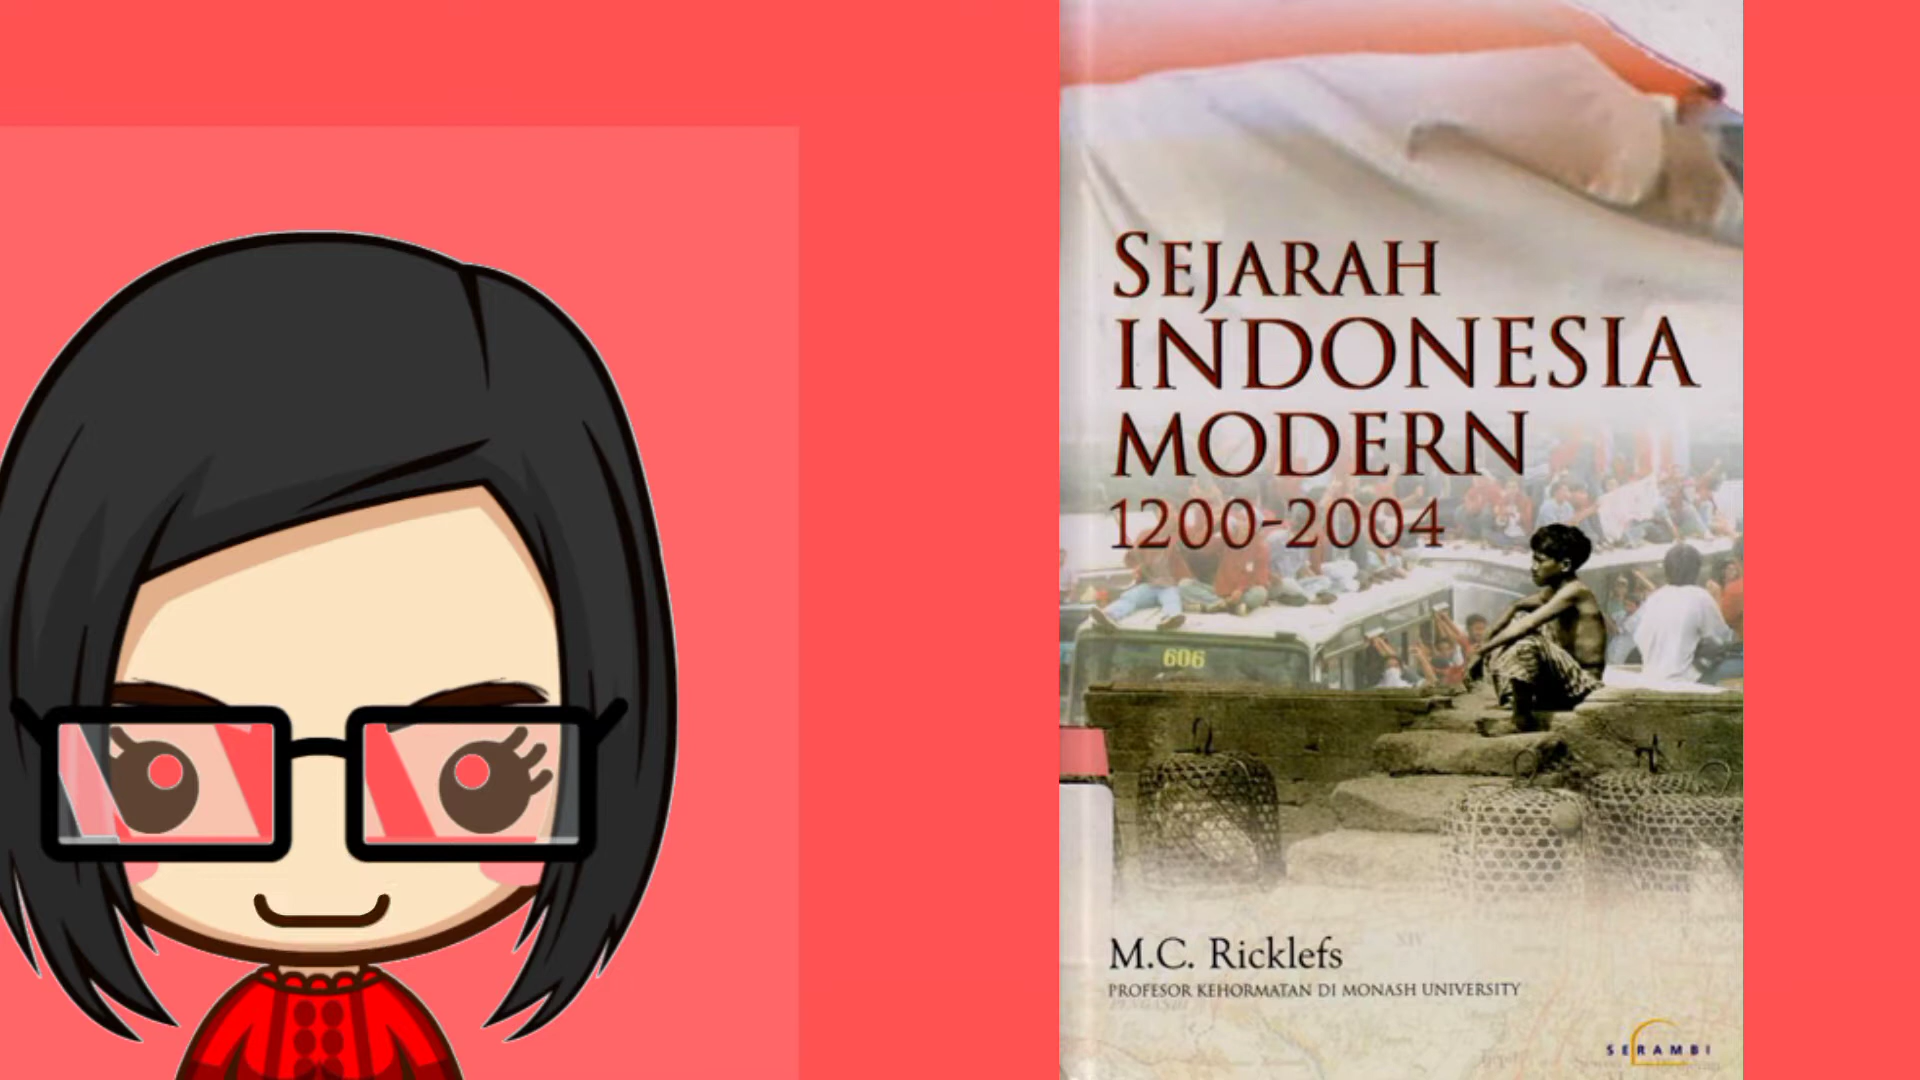 SEJARAH
INDONESIA
MODERN
1200-2004
606
M.C. Ricklefs
PROFESOR KEHORMATAN DI MONASH UNIVERSITY
SERAMBI